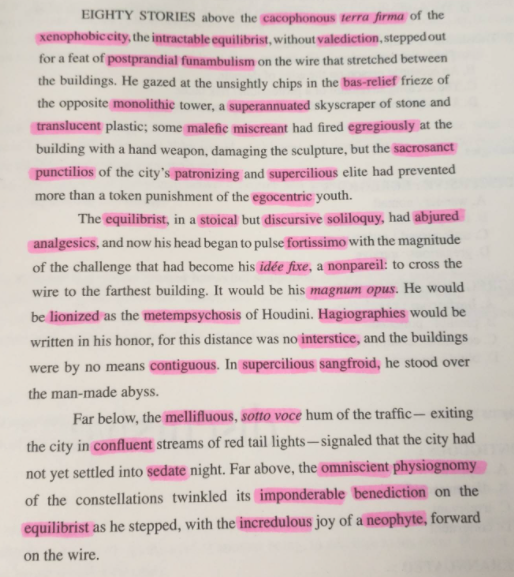 EIGHTY STORIES above the cacophonous terra firma of the
xenophobic city, the intractable equilibrist, without valediction, stepped out
for a feat of postprandial funambulism on the wire that stretched between
the buildings. He gazed at the unsightly chips in the bas-relief frieze of
the opposite monolithic tower, a superannuated skyscraper of stone and
translucent plastic; some malefic miscreant had fired egregiously at the
building with a hand weapon, damaging the sculpture, but the sacrosanct
punctilios of the city's patronizing and supercilious elite had prevented
more than a token punishment of the egocentric youth.
The equilibrist, in a stoical but discursive soliloquy, had abjured
analgesics, and now his head began to pulse fortissimo with the magnitude
of the challenge that had become his idée fixe, a nonpareil: to cross the
wire to the farthest building. It would be his magnum opus. He would
be lionized as the metempsychosis of Houdini. Hagiographies would be
written in his honor, for this distance was no interstice, and the buildings
were by no means contiguous. In supercilious sangfroid, he stood over
the man-made abyss.
Far below, the mellifluous, sotto voce hum of the traffic— exiting
the city in confluent streams of red tail lights—signaled that the city had
not yet settled into sedate night. Far above, the omniscient physiognomy
of the constellations twinkled its imponderable benediction on the
equilibrist as he stepped, with the incredulous joy of a neophyte, forward
on the wire.